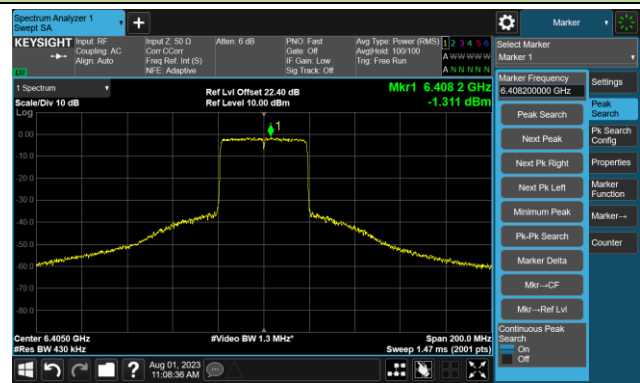 Spectrum Analyzer 1
Swept SA
+
Marker
KEYSIGHT
Input: RF
Coupling: AC
Align: Auto
Input Z: 50 Ω
Corr CCorr
Freq Ref: Int (S)
NFE: Adaptive
Atten: 6 dB
PNO: Fast
Gate: Off
IF Gain: Low
Sig Track: Off
Avg Type: Power (RMS)
Avg|Hold: 100/100
Trig: Free Run
1 2 3 4 5 6
A W W W W W
A N N N N N
LVI
Select Marker
Marker 1
1 Spectrum
Scale/Div 10 dB
Log
Ref Lvl Offset 22.40 dB
Ref Level 10.00 dBm
Mkr1 6.408 2 GHz
-1.311 dBm
1
0.00
-10.0
-20.0
-30.0
-40.0
-50.0
-60.0
-70.0
-80.0
Center 6.4050 GHz
#Res BW 430 kHz
#Video BW 1.3 MHz*
Span 200.0 MHz
Sweep 1.47 ms (2001 pts)
Marker Frequency
6.408200000 GHz
Peak Search
Next Peak
Next Pk Right
Next Pk Left
Minimum Peak
Pk-Pk Search
Marker Delta
Mkr→CF
Mkr→Ref Lvl
Continuous Peak
Search
On
Off
Settings
Peak
Search
Pk Search
Config
Properties
Marker
Function
Marker→
Counter
?
Aug 01, 2023
11:08:36 AM